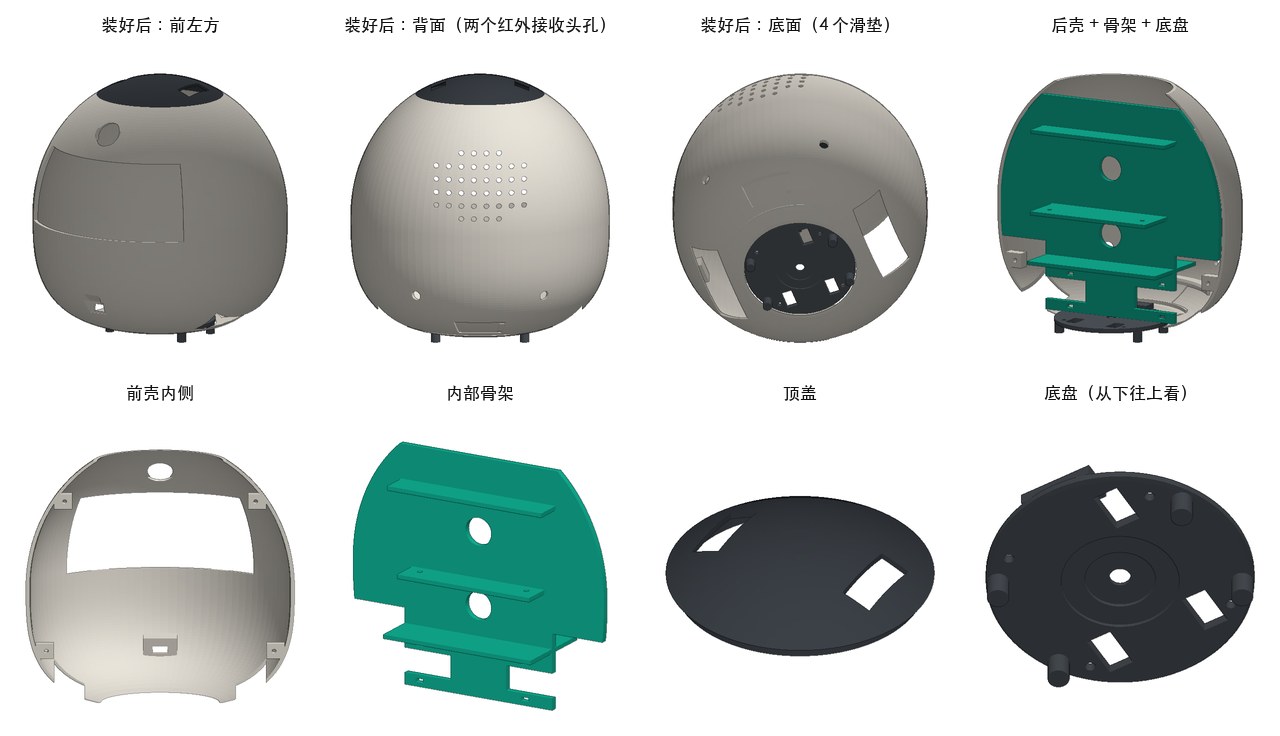 装好后：前左方
装好后：背面（两个红外接收头孔）
装好后：底面（4个滑垫）
后壳＋骨架＋底盘
前壳内侧
内部骨架
顶盖
底盘（从下往上看）